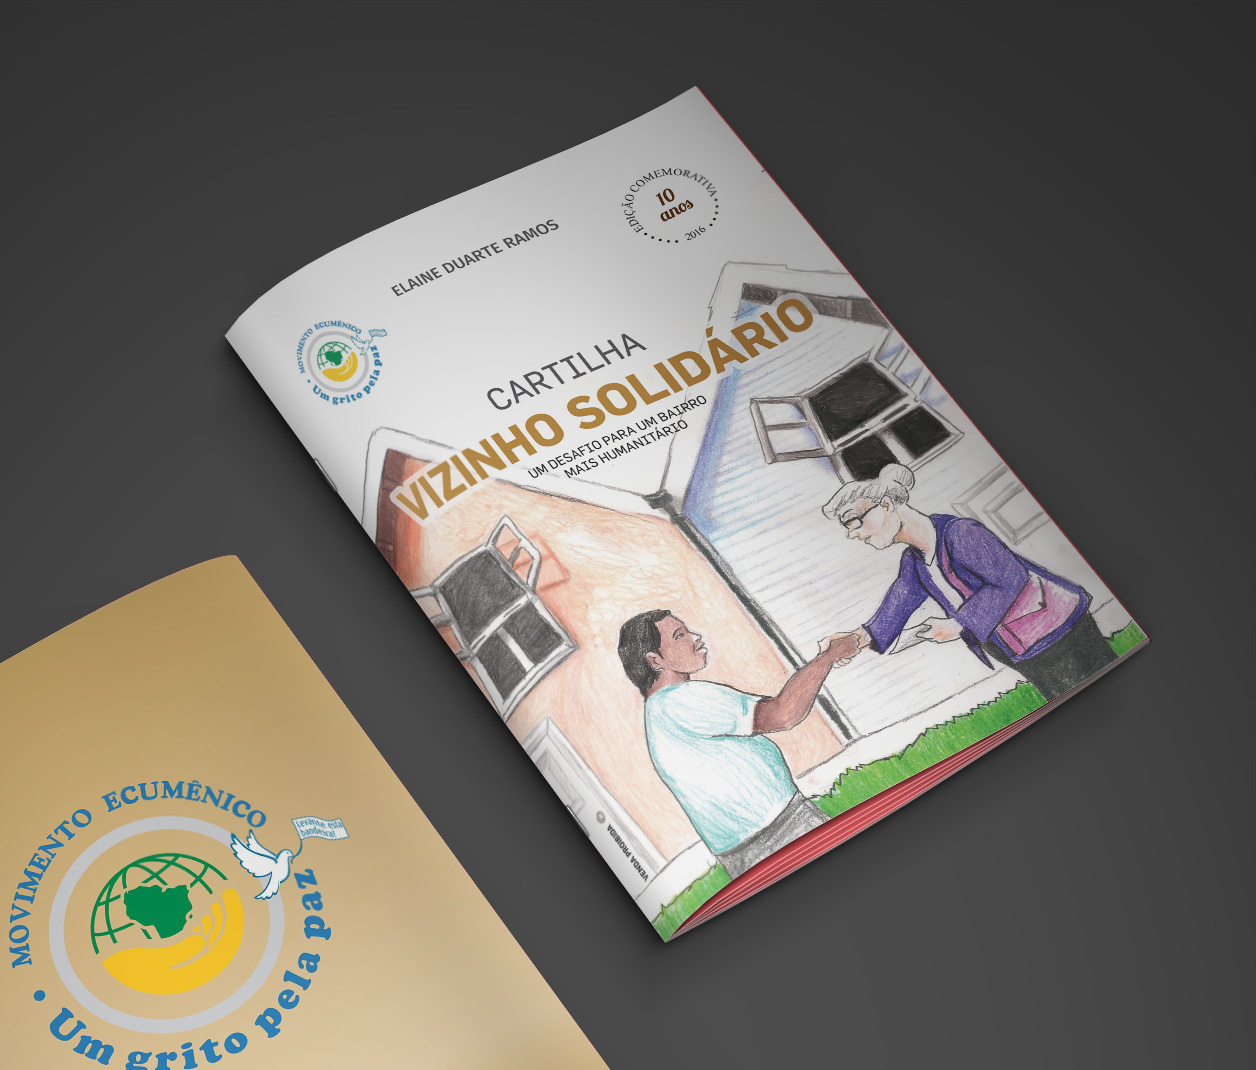 EDIÇÃO COMEMORATIVA
10
anos
2016
ELAINE DUARTE RAMOS
MOVIMENTO ECUMÊNICO
Um grito pela paz
CARTILHA
VIZINHO SOLIDÁRIO
UM DESAFIO PARA UM BAIRRO
MAIS HUMANITÁRIO
VENDA PROIBIDA
MOVIMENTO ECUMÊNICO
Levante esta
bandeira!
Um grito pela paz